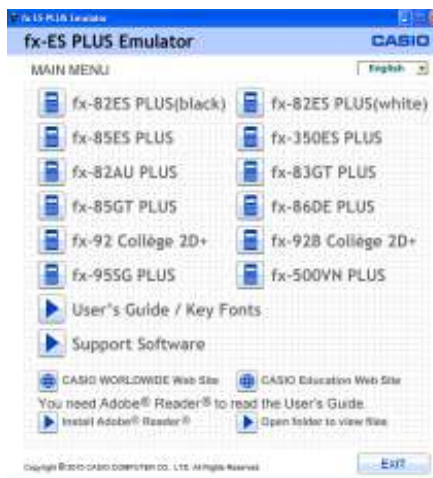 fx-ES PLUS Emulator
fx-ES PLUS Emulator CASIO
MAIN MENU English
fx-82ES PLUS(black) fx-82ES PLUS(white)
fx-85ES PLUS fx-350ES PLUS
fx-82AU PLUS fx-83GT PLUS
fx-85GT PLUS fx-86DE PLUS
fx-92 Collège 2D+ fx-92B Collège 2D+
fx-95SG PLUS fx-500VN PLUS
User's Guide / Key Fonts
Support Software
CASIO WORLDWIDE Web Site CASIO Education Web Site
You need Adobe® Reader® to read the User's Guide.
Install Adobe® Reader® Open folder to view files
Copyright © 2010 CASIO COMPUTER CO., LTD. All Rights Reserved. EXIT